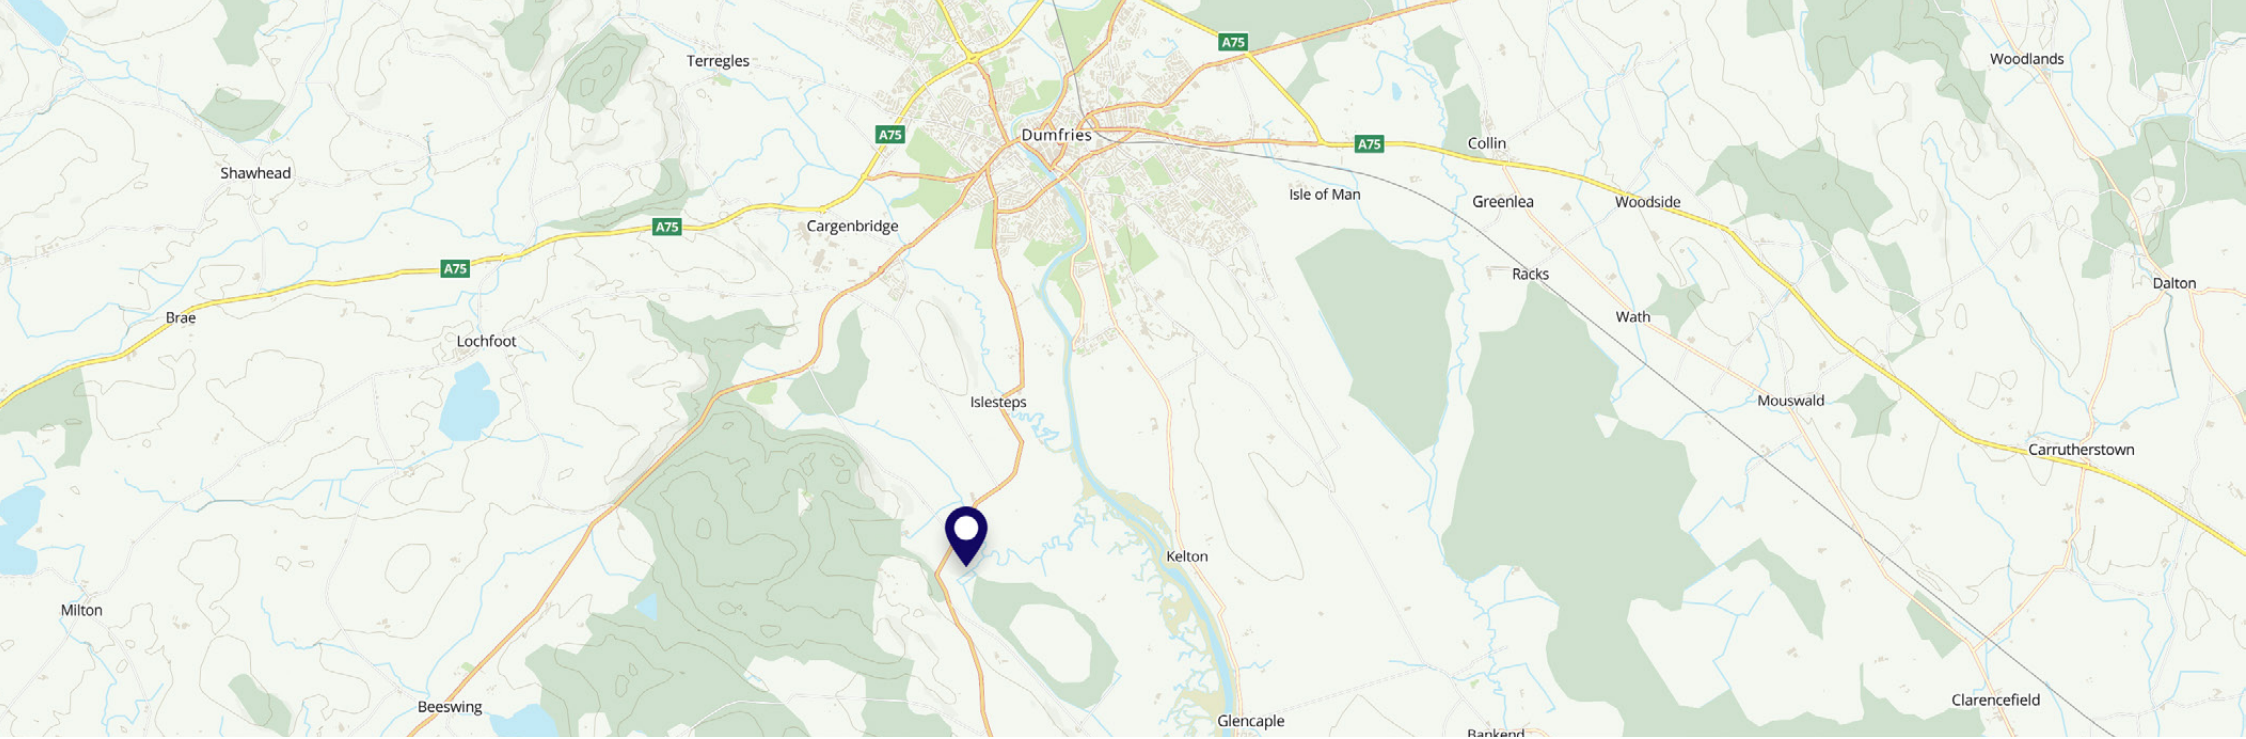 A75
Woodlands
Terregles
A75
Dumfries
A75
Collin
Shawhead
Isle of Man
Greenlea
Woodside
A75
Cargenbridge
A75
Racks
Dalton
Brae
Wath
Lochfoot
Islesteps
Mouswald
Carrutherstown
Kelton
Milton
Clarencefield
Beeswing
Glencaple
Bankend